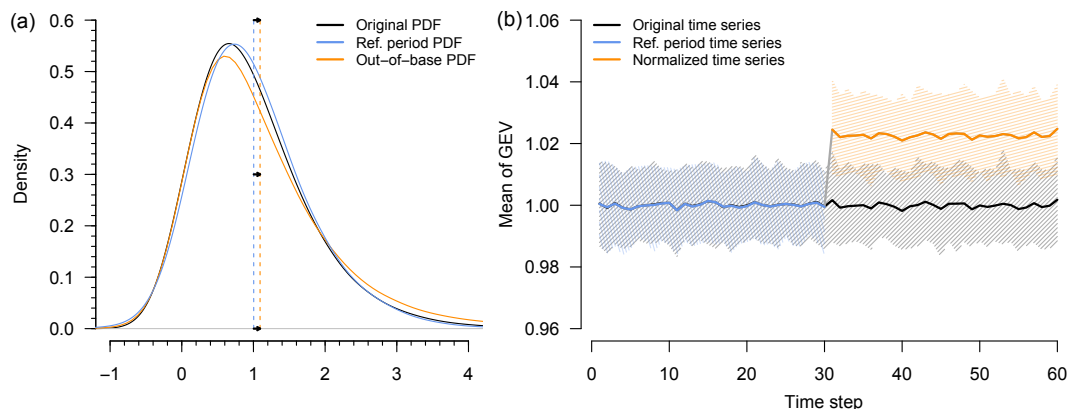 (a)
Original PDF
Ref. period PDF
Out−of−base PDF
Density
0.6
0.5
0.4
0.3
0.2
0.1
0.0
−1 0 1 2 3 4
(b)
Original time series
Ref. period time series
Normalized time series
Mean of GEV
1.06
1.04
1.02
1.00
0.98
0.96
0 10 20 30 40 50 60
Time step